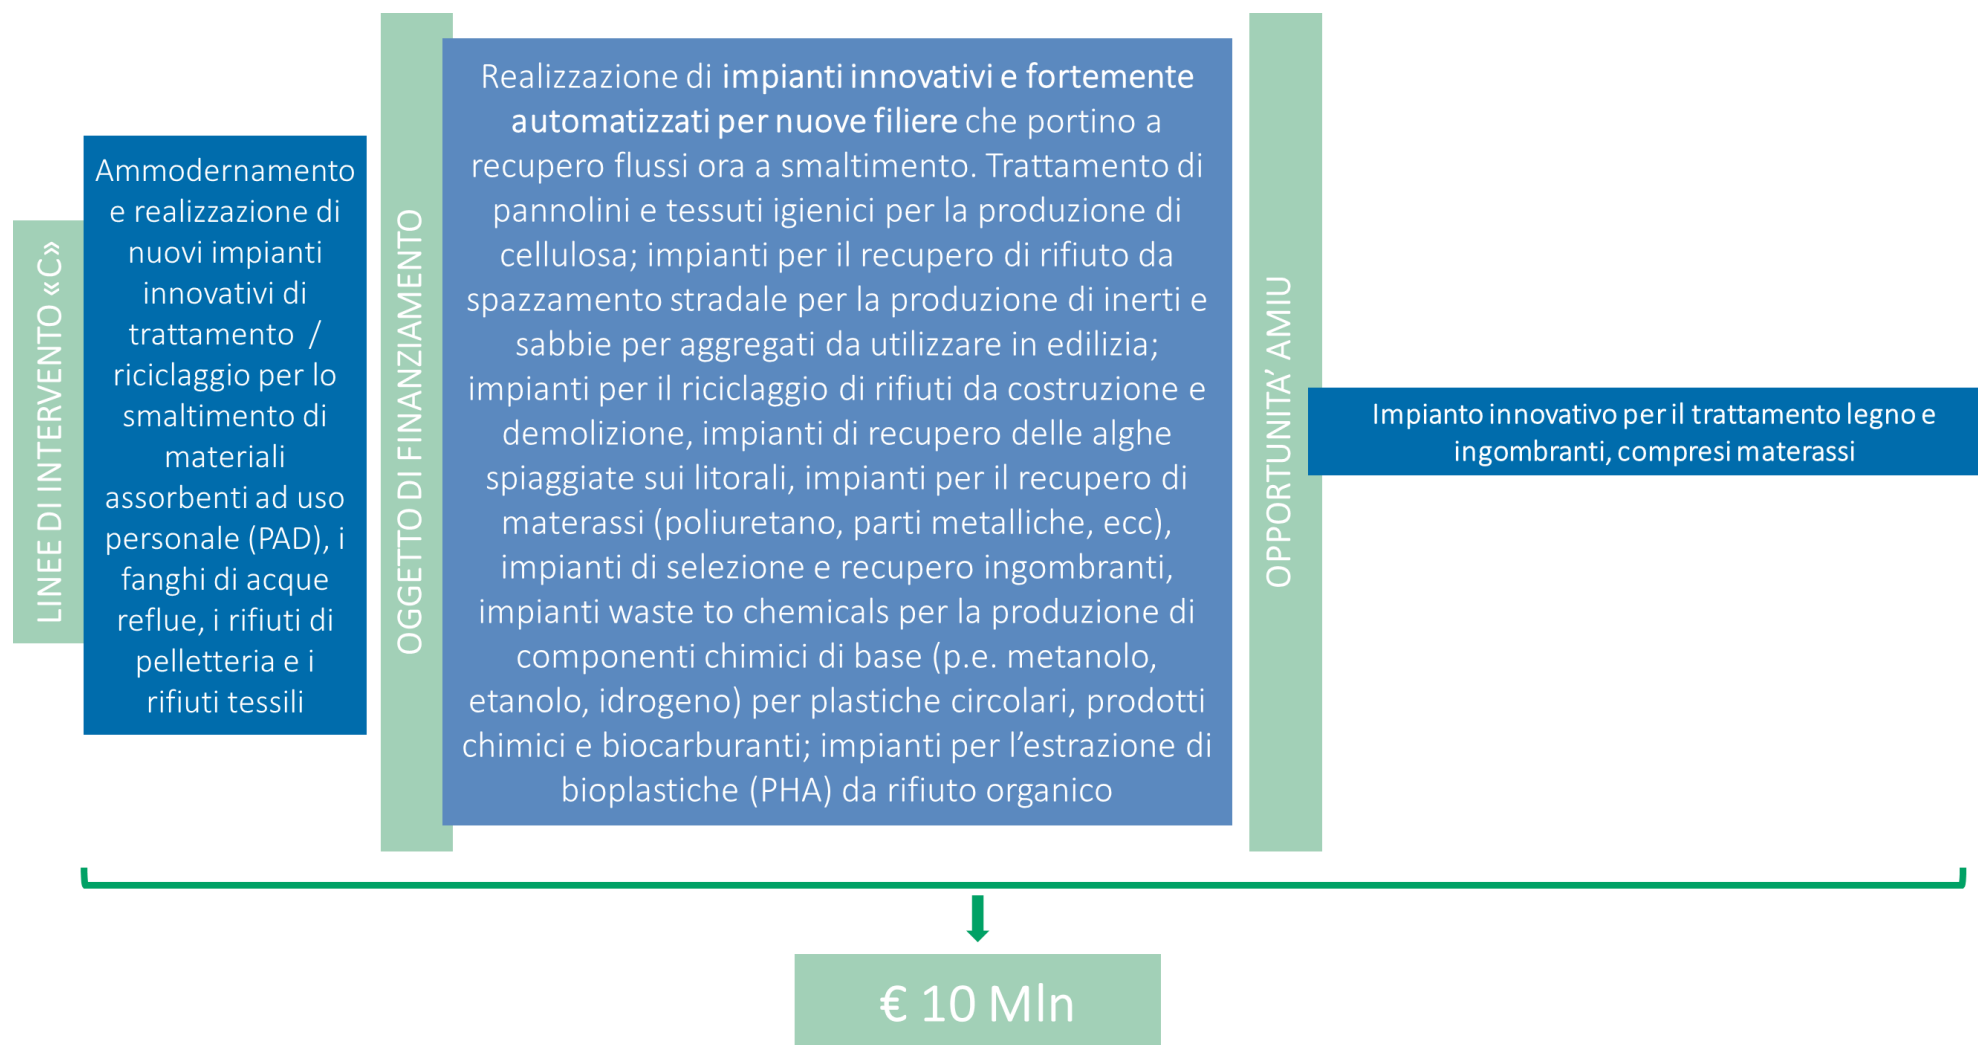 LINEE DI INTERVENTO «C»
Ammodernamento
e realizzazione di
nuovi impianti
innovativi di
trattamento /
riciclaggio per lo
smaltimento di
materiali
assorbenti ad uso
personale (PAD), i
fanghi di acque
reflue, i rifiuti di
pelletteria e i
rifiuti tessili
OGGETTO DI FINANZIAMENTO
Realizzazione di impianti innovativi e fortemente
automatizzati per nuove filiere che portino a
recupero flussi ora a smaltimento. Trattamento di
pannolini e tessuti igienici per la produzione di
cellulosa; impianti per il recupero di rifiuto da
spazzamento stradale per la produzione di inerti e
sabbie per aggregati da utilizzare in edilizia;
impianti per il riciclaggio di rifiuti da costruzione e
demolizione, impianti di recupero delle alghe
spiaggiate sui litorali, impianti per il recupero di
materassi (poliuretano, parti metalliche, ecc),
impianti di selezione e recupero ingombranti,
impianti waste to chemicals per la produzione di
componenti chimici di base (p.e. metanolo,
etanolo, idrogeno) per plastiche circolari, prodotti
chimici e biocarburanti; impianti per l’estrazione di
bioplastiche (PHA) da rifiuto organico
OPPORTUNITA’ AMIU
Impianto innovativo per il trattamento legno e
ingombranti, compresi materassi
€ 10 Mln